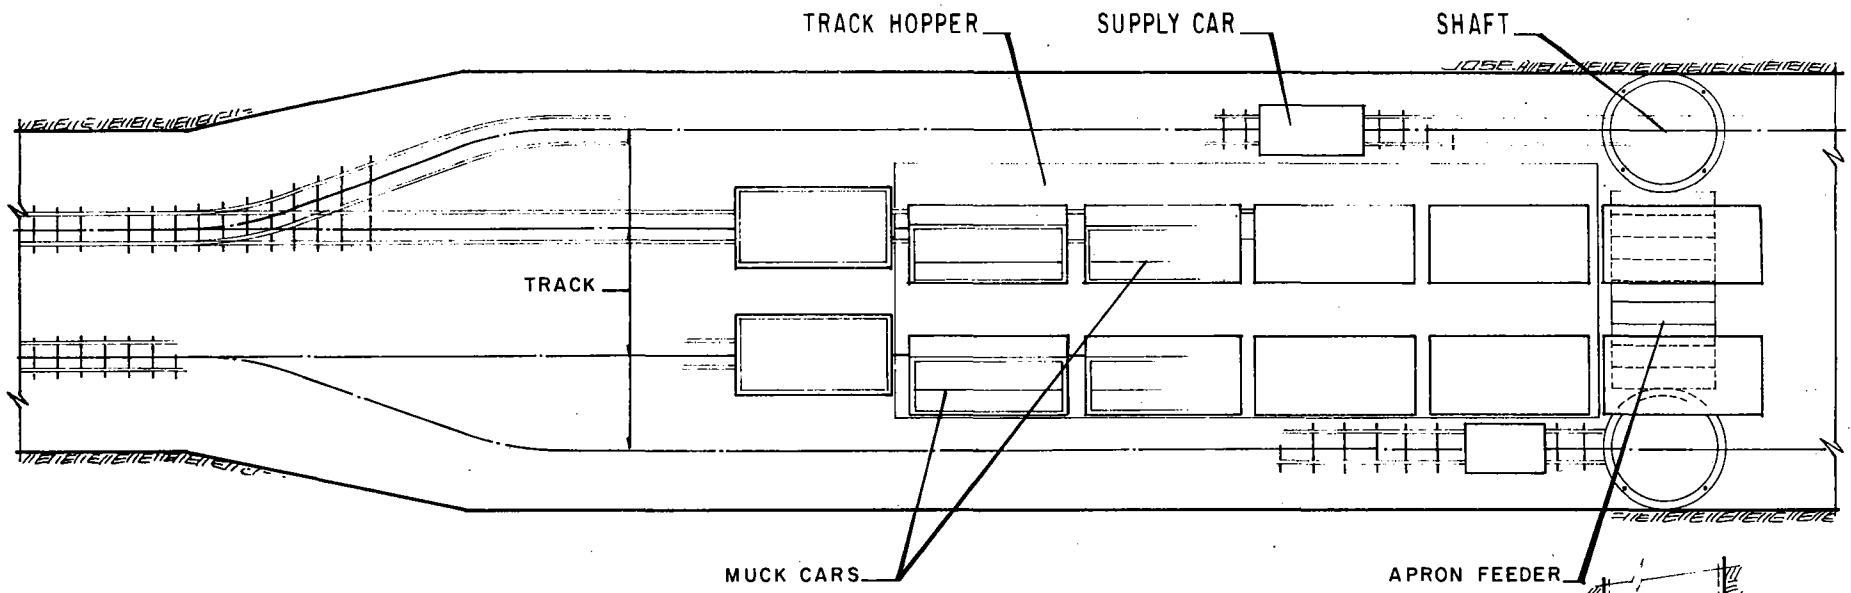 TRACK HOPPER
SUPPLY CAR
SHAFT
TRACK
MUCK CARS
APRON FEEDER